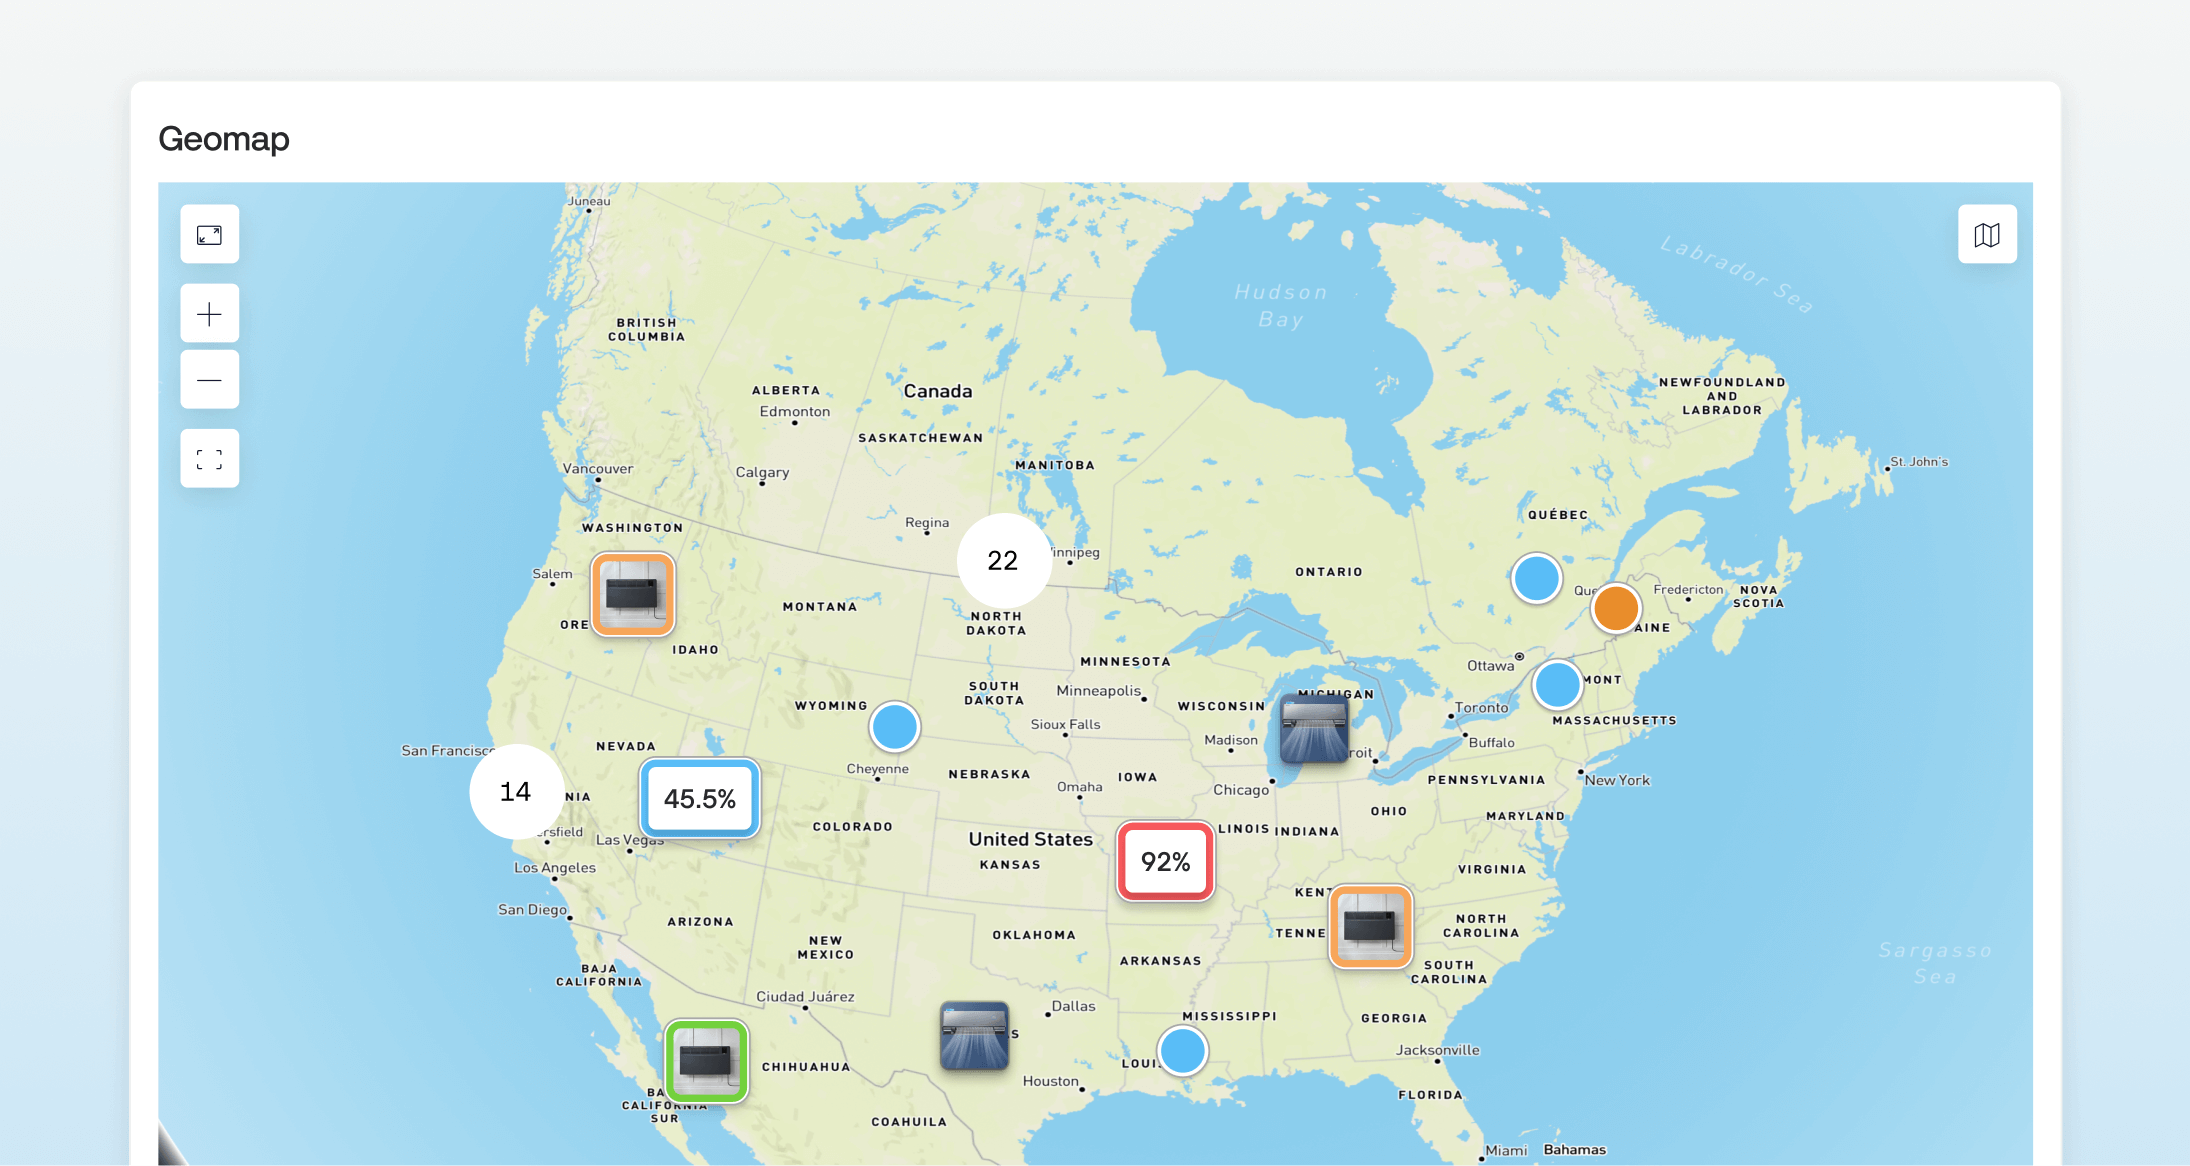 Geomap
Juneau
Labrador Sea
Hudson
Bay
BRITISH
COLUMBIA
ALBERTA
Edmonton
Canada
NEWFOUNDLAND
AND
LABRADOR
SASKATCHEWAN
MANITOBA
St. John's
Vancouver
Calgary
QUÉBEC
Regina
WASHINGTON
22
innipeg
Salem
ONTARIO
Que
Fredericton
NOVA
SCOTIA
MONTANA
NORTH
DAKOTA
ORE
AINE
IDAHO
MINNESOTA
Ottawa
MONT
SOUTH
DAKOTA
Minneapolis
MICHIGAN
WYOMING
WISCONSIN
Toronto
Sioux Falls
MASSACHUSETTS
San Francisco
NEVADA
Madison
roit
Buffalo
Cheyenne
NEBRASKA
IOWA
PENNSYLVANIA
New York
14
NIA
45.5%
Omaha
Chicago
OHIO
MARYLAND
ersfield
Las Vegas
COLORADO
United States
LINOIS
INDIANA
Los Angeles
KANSAS
92%
VIRGINIA
KENT
San Diego
ARIZONA
NORTH
CAROLINA
TENNE
OKLAHOMA
NEW
MEXICO
ARKANSAS
Sargasso
Sea
BAJA
CALIFORNIA
SOUTH
CAROLINA
Ciudad Juárez
Dallas
MISSISSIPPI
GEORGIA
S
Jacksonville
CHIHUAHUA
LOUI
Houston
BA
CALIFORNIA
SUR
FLORIDA
COAHUILA
Miami
Bahamas